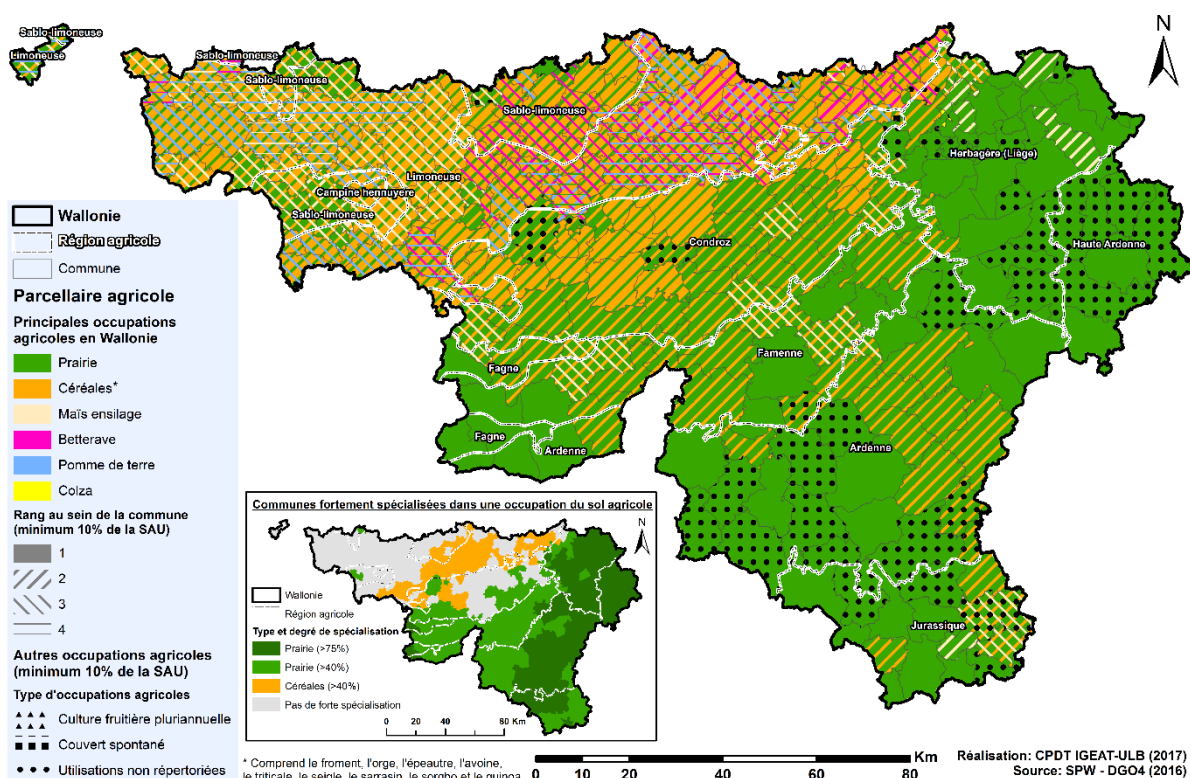 N
Sablo-limoneuse
Limoneuse
Sablo-limoneuse
Sablo-limoneuse
Sablo-limoneuse
Limoneuse
Campine hennuyère
Sablo-limoneuse
Herbagère (Liège)
Condroz
Haute Ardenne
Famenne
Fagne
Fagne
Ardenne
Ardenne
Jurassique
Wallonie
Région agricole
Commune
Parcellaire agricole
Principales occupations
agricoles en Wallonie
Prairie
Céréales*
Maïs ensilage
Betterave
Pomme de terre
Colza
Rang au sein de la commune
(minimum 10% de la SAU)
1
2
3
4
Autres occupations agricoles
(minimum 10% de la SAU)
Type d'occupations agricoles
Culture fruitière pluriannuelle
Couvert spontané
Utilisations non répertoriées
Communes fortement spécialisées dans une occupation du sol agricole
N
Wallonie
Région agricole
Type et degré de spécialisation
Prairie (>75%)
Prairie (>40%)
Céréales (>40%)
Pas de forte spécialisation
0 20 40 60 Km
* Comprend le froment, l'orge, l'épeautre, l'avoine,
le triticale, le seigle, le sarrasin, le sorgho et le quinoa
Km
0 10 20 40 60 80
Réalisation: CPDT IGEAT-ULB (2017)
Source: SPW - DGO4 (2016)